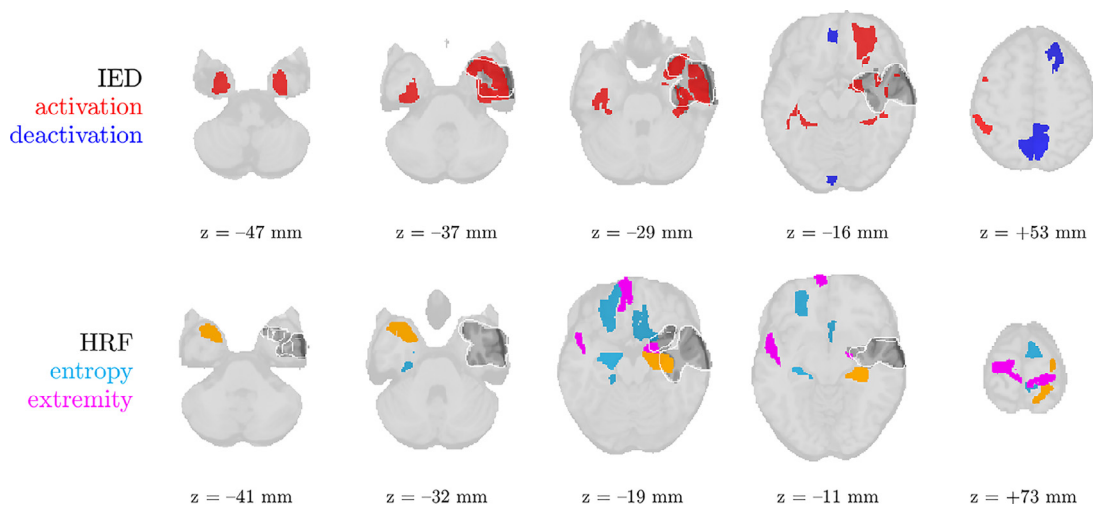 IED
activation
deactivation
z = –47 mm
z = –37 mm
z = –29 mm
z = –16 mm
z = +53 mm
HRF
entropy
extremity
z = –41 mm
z = –32 mm
z = –19 mm
z = –11 mm
z = +73 mm